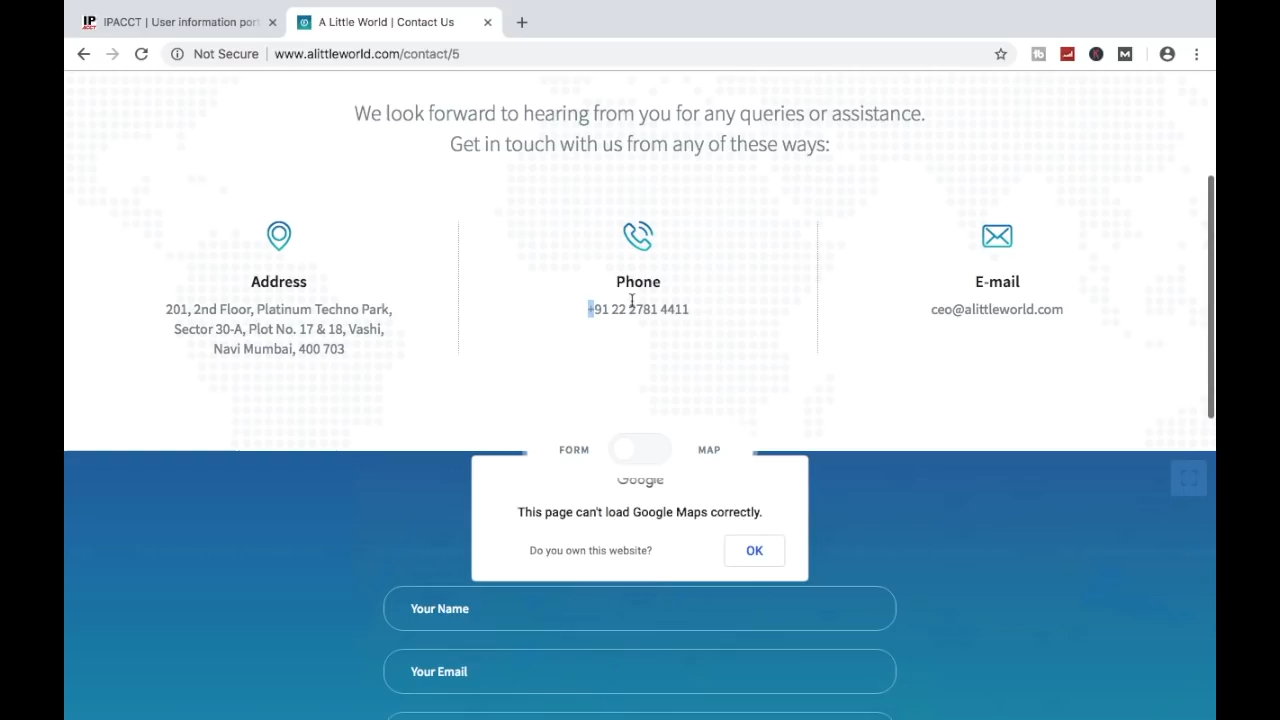 IPACCT | User information port
A Little World | Contact Us
Not Secure
www.alittleworld.com/contact/5
We look forward to hearing from you for any queries or assistance.
Get in touch with us from any of these ways:
Address
201, 2nd Floor, Platinum Techno Park,
Sector 30-A, Plot No. 17 & 18, Vashi,
Navi Mumbai, 400 703
Phone
+91 22 2781 4411
E-mail
ceo@alittleworld.com
FORM
MAP
Google
This page can't load Google Maps correctly.
Do you own this website?
OK
Your Name
Your Email